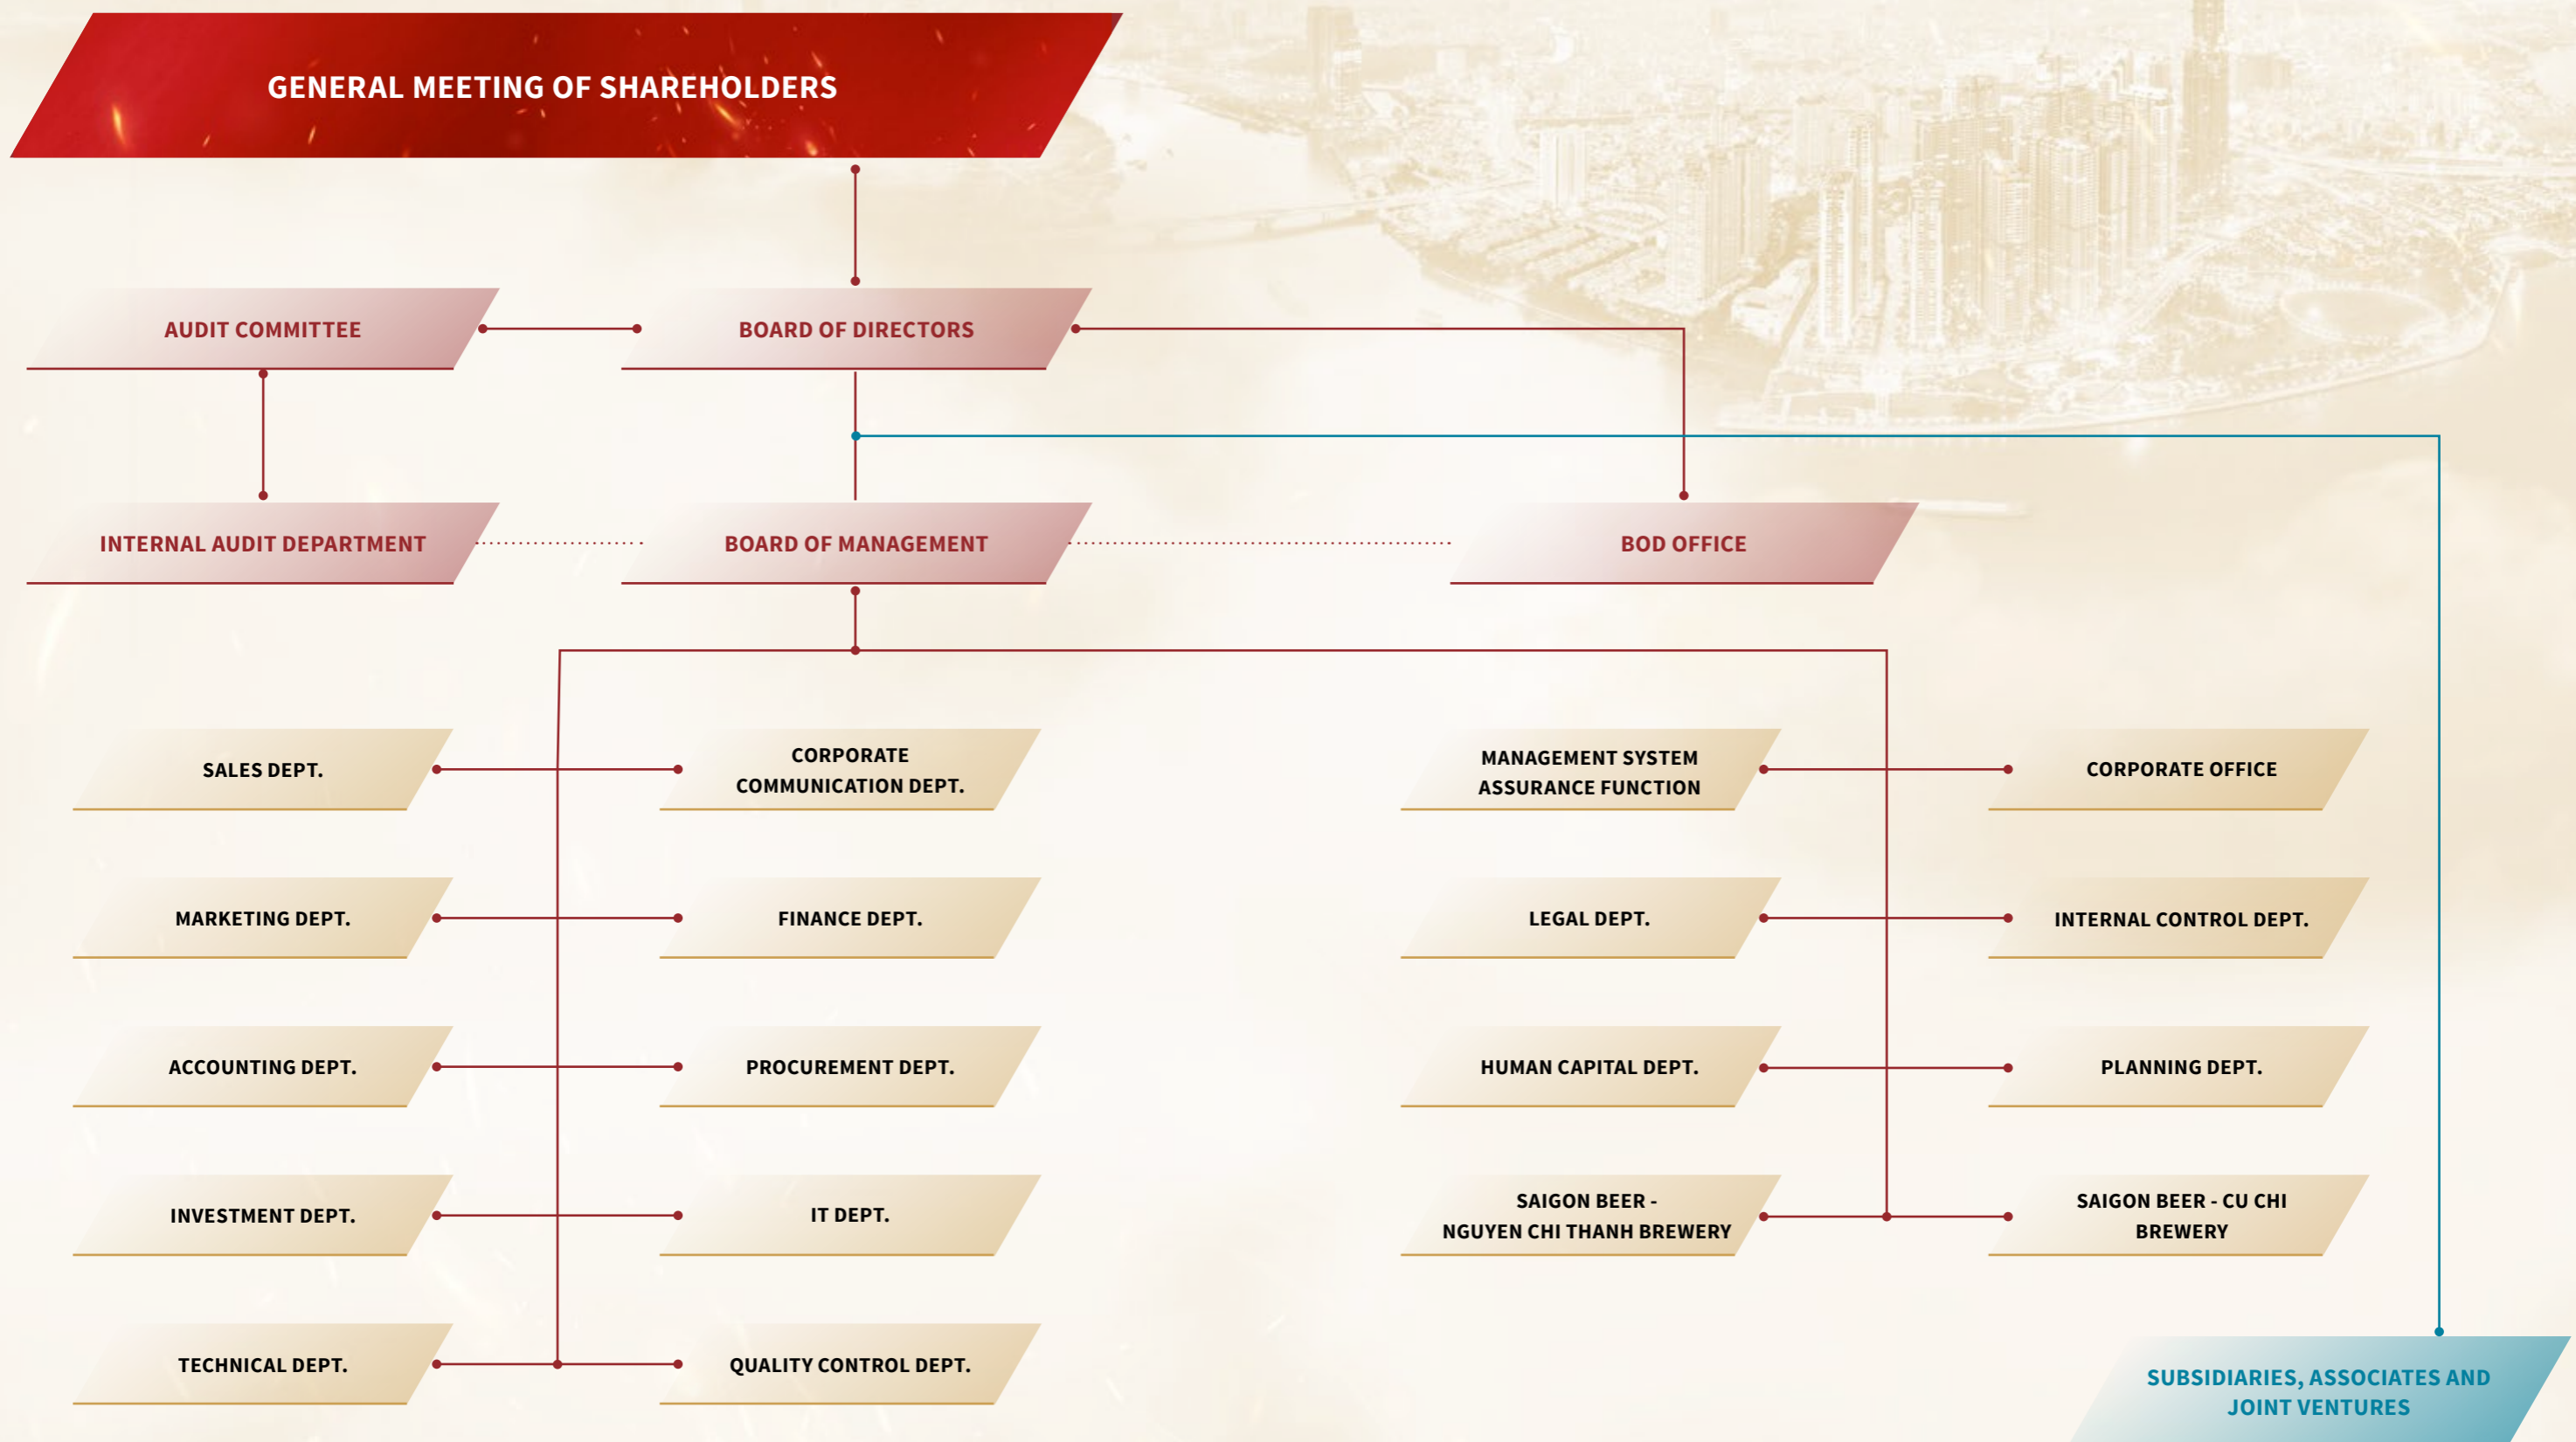 GENERAL MEETING OF SHAREHOLDERS
AUDIT COMMITTEE
BOARD OF DIRECTORS
INTERNAL AUDIT DEPARTMENT
BOARD OF MANAGEMENT
BOD OFFICE
SALES DEPT.
CORPORATE
COMMUNICATION DEPT.
MANAGEMENT SYSTEM
ASSURANCE FUNCTION
CORPORATE OFFICE
MARKETING DEPT.
FINANCE DEPT.
LEGAL DEPT.
INTERNAL CONTROL DEPT.
ACCOUNTING DEPT.
PROCUREMENT DEPT.
HUMAN CAPITAL DEPT.
PLANNING DEPT.
INVESTMENT DEPT.
IT DEPT.
SAIGON BEER -
NGUYEN CHI THANH BREWERY
SAIGON BEER - CU CHI
BREWERY
TECHNICAL DEPT.
QUALITY CONTROL DEPT.
SUBSIDIARIES, ASSOCIATES AND
JOINT VENTURES